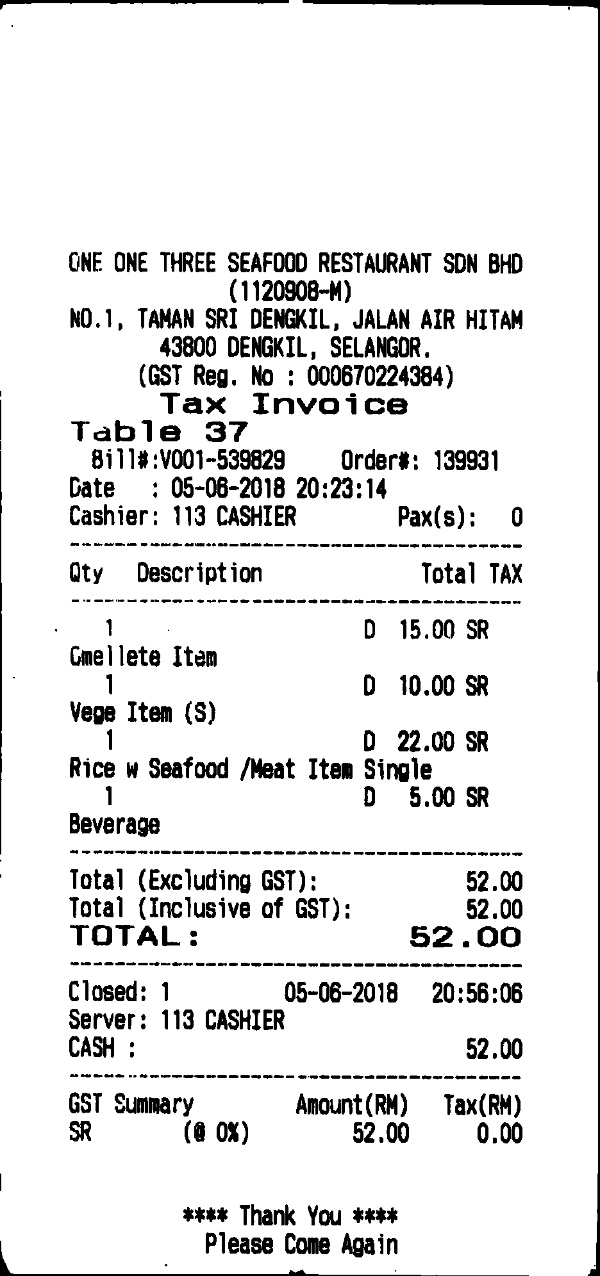 ONE ONE THREE SEAFOOD RESTAURANT SDN BHD
(1120908-M)
NO.1, TAMAN SRI DENGKIL, JALAN AIR HITAM
43800 DENGKIL, SELANGOR.
(GST Reg. No : 000670224384)
Tax Invoice
Table 37
Bill#:V001-539829 Order#: 139931
Date : 05-06-2018 20:23:14
Cashier: 113 CASHIER Pax(s): 0
Qty Description Total TAX
1 D 15.00 SR
Omellete Item
1 D 10.00 SR
Vege Item (S)
1 D 22.00 SR
Rice w Seafood /Meat Item Single
1 D 5.00 SR
Beverage
Total (Excluding GST): 52.00
Total (Inclusive of GST): 52.00
TOTAL: 52.00
Closed: 1 05-06-2018 20:56:06
Server: 113 CASHIER
CASH : 52.00
GST Summary Amount(RM) Tax(RM)
SR (@ 0%) 52.00 0.00
**** Thank You ****
Please Come Again